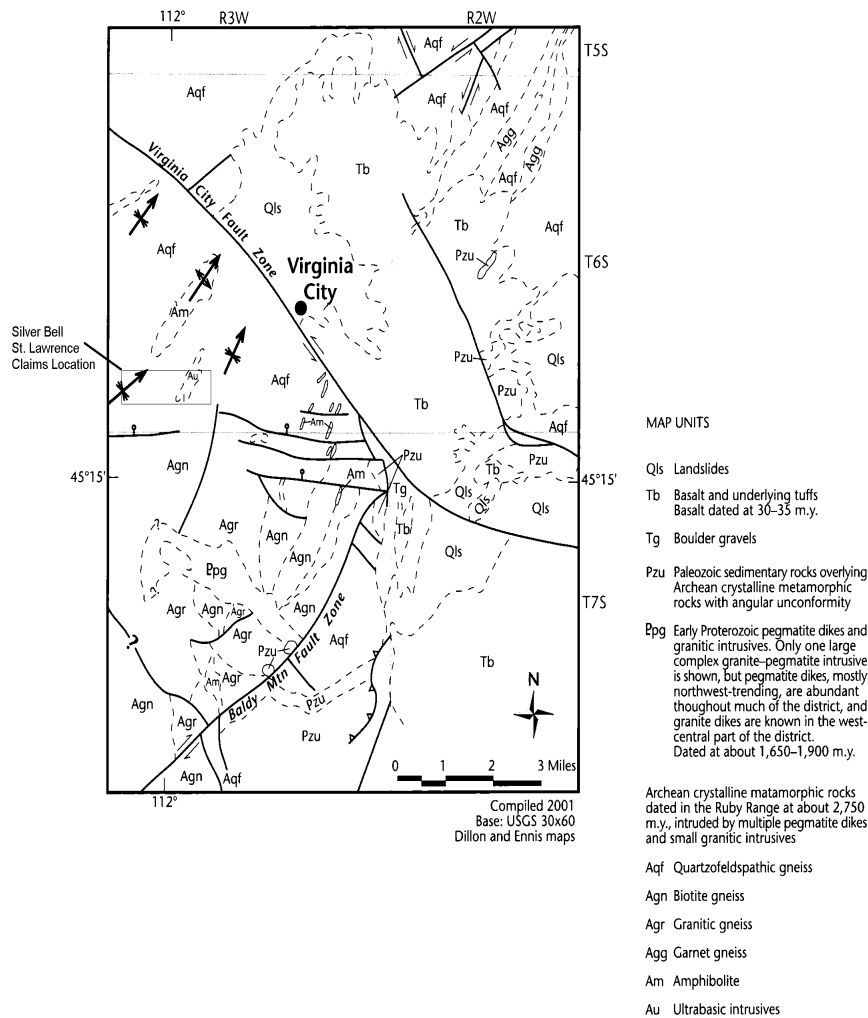 112° R3W R2W
T5S
Aqf
Aqf
Aqf
Aqf
Agg
Agg
Aqf
Virginia City Fault Zone
Tb
Qls
Tb
Aqf
Aqf
Pzu
T6S
Virginia
City
Am
Silver Bell
St. Lawrence
Claims Location
Au
Aqf
Pzu
Qls
Pzu
Tb
Am
Aqf
Pzu
Pzu
Tb
Agn
Am
Tg
45°15'
45°15'
Qls
Qls
Qls
Tb
Agr
Agn
Agn
Qls
?
Ppg
?
Agr
Agn
Agr
Agn
Agr
T7S
Aqf
Pzu
?
Baldy Mtn Fault Zone
Tb
Am
Agr
Agn
Pzu
N
Agr
Pzu
Agn
Aqf
0 1 2 3 Miles
112°
Compiled 2001
Base: USGS 30x60
Dillon and Ennis maps
MAP UNITS
Qls Landslides
Tb Basalt and underlying tuffs
Basalt dated at 30–35 m.y.
Tg Boulder gravels
Pzu Paleozoic sedimentary rocks overlying
Archean crystalline metamorphic
rocks with angular unconformity
Ppg Early Proterozoic pegmatite dikes and
granitic intrusives. Only one large
complex granite–pegmatite intrusive
is shown, but pegmatite dikes, mostly
northwest-trending, are abundant
thoughout much of the district, and
granite dikes are known in the west-
central part of the district.
Dated at about 1,650–1,900 m.y.
Archean crystalline matamorphic rocks
dated in the Ruby Range at about 2,750
m.y., intruded by multiple pegmatite dikes
and small granitic intrusives
Aqf Quartzofeldspathic gneiss
Agn Biotite gneiss
Agr Granitic gneiss
Agg Garnet gneiss
Am Amphibolite
Au Ultrabasic intrusives